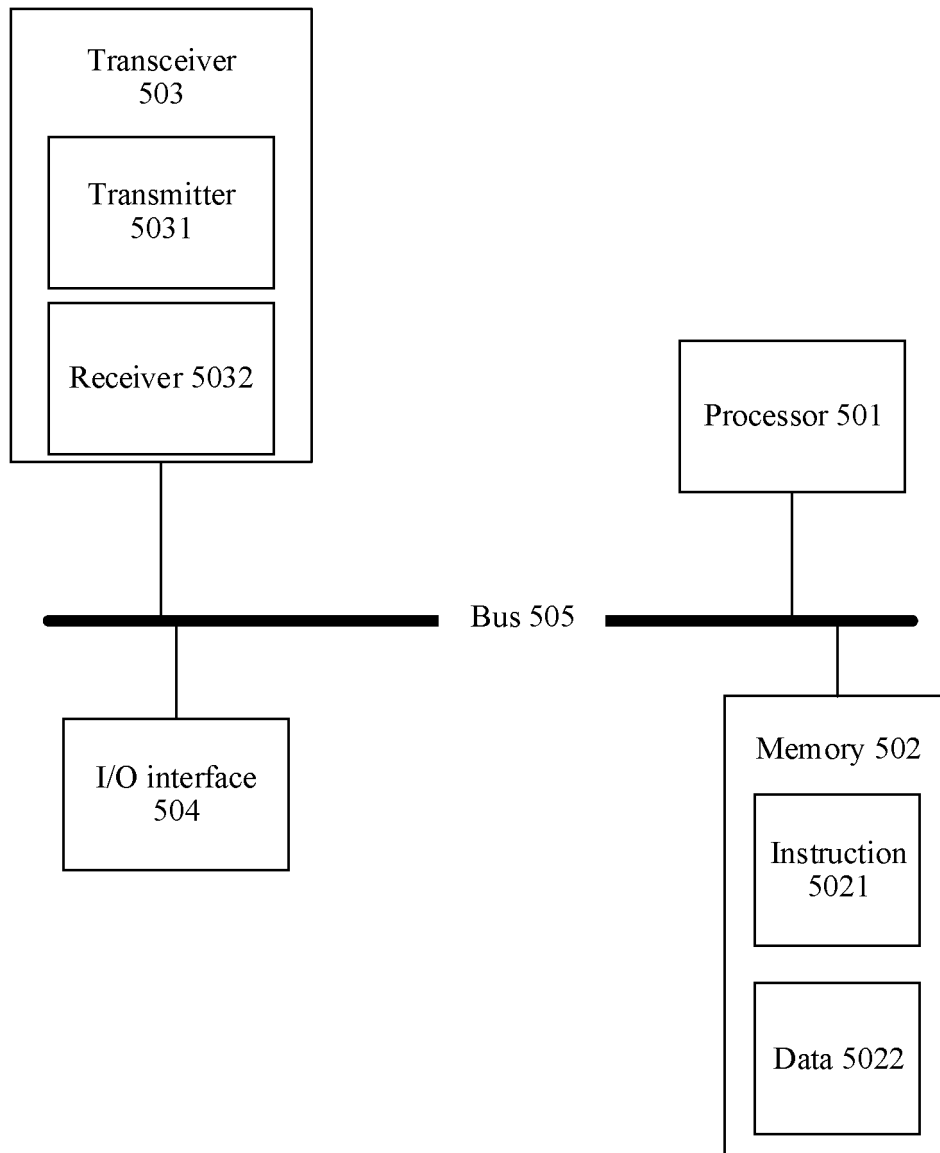 Transceiver
503
Transmitter
5031
Receiver 5032
Processor 501
Bus 505
I/O interface
504
Memory 502
Instruction
5021
Data 5022